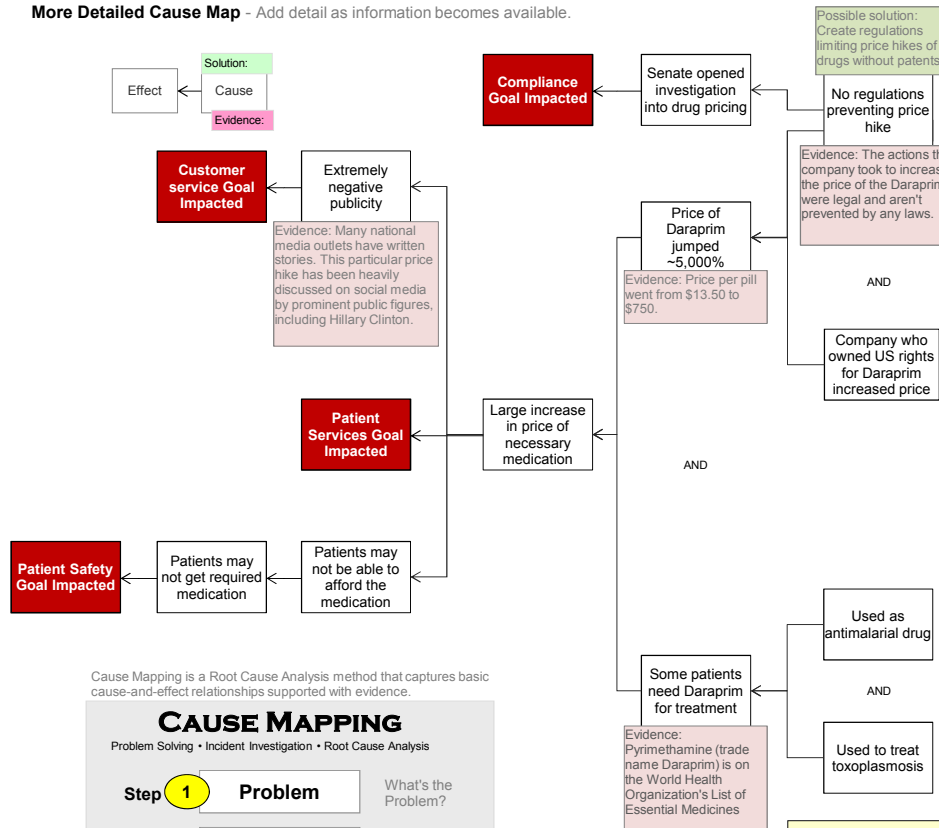 More Detailed Cause Map - Add detail as information becomes available.
Solution:
Effect
Cause
Evidence:
Compliance
Goal Impacted
Senate opened
investigation
into drug pricing
Possible solution:
Create regulations
limiting price hikes of
drugs without patents
No regulations
preventing price
hike
Evidence: The actions
company took to
the price of the
were legal and aren't
prevented by any laws.
Customer
service Goal
Impacted
Extremely
negative
publicity
Evidence: Many national
media outlets have written
stories. This particular price
hike has been heavily
discussed on social media
by prominent public figures,
including Hillary Clinton.
Price of
Daraprim
jumped
~5,000%
Evidence: Price per pill
went from $13.50 to
$750.
AND
Company who
owned US rights
for Daraprim
increased price
Patient
Services Goal
Impacted
Large increase
in price of
necessary
medication
AND
Patient Safety
Goal Impacted
Patients may
not get required
medication
Patients may
not be able to
afford the
medication
Used as
antimalarial drug
AND
Used to treat
toxoplasmosis
Some patients
need Daraprim
for treatment
Evidence:
Pyrimethamine (trade
name Daraprim) is on
the World Health
Organization's List of
Essential Medicines
Cause Mapping is a Root Cause Analysis method that captures basic
cause-and-effect relationships supported with evidence.
CAUSE MAPPING
Problem Solving • Incident Investigation • Root Cause Analysis
Step 1 Problem
What's the
Problem?